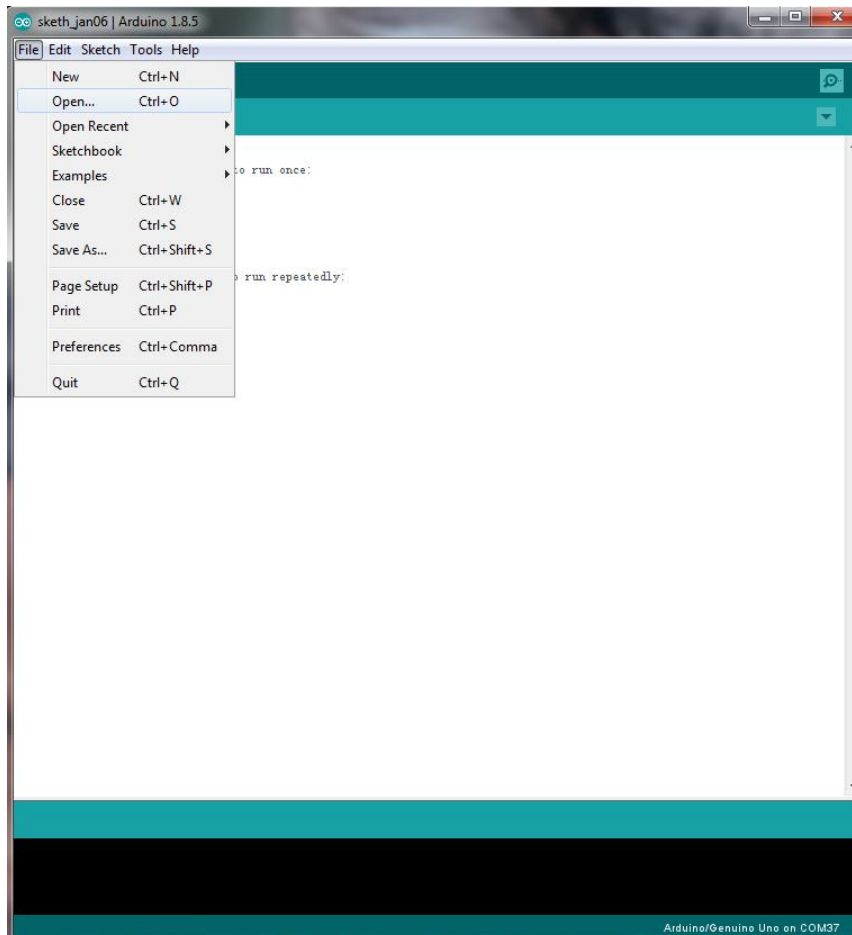 sketh_jan06 | Arduino 1.8.5
File Edit Sketch Tools Help
New Ctrl+N
Open... Ctrl+O
Open Recent
Sketchbook
Examples
to run once:
Close Ctrl+W
Save Ctrl+S
Save As... Ctrl+Shift+S
run repeatedly:
Page Setup Ctrl+Shift+P
Print Ctrl+P
Preferences Ctrl+Comma
Quit Ctrl+Q
Arduino/Genuino Uno on COM37